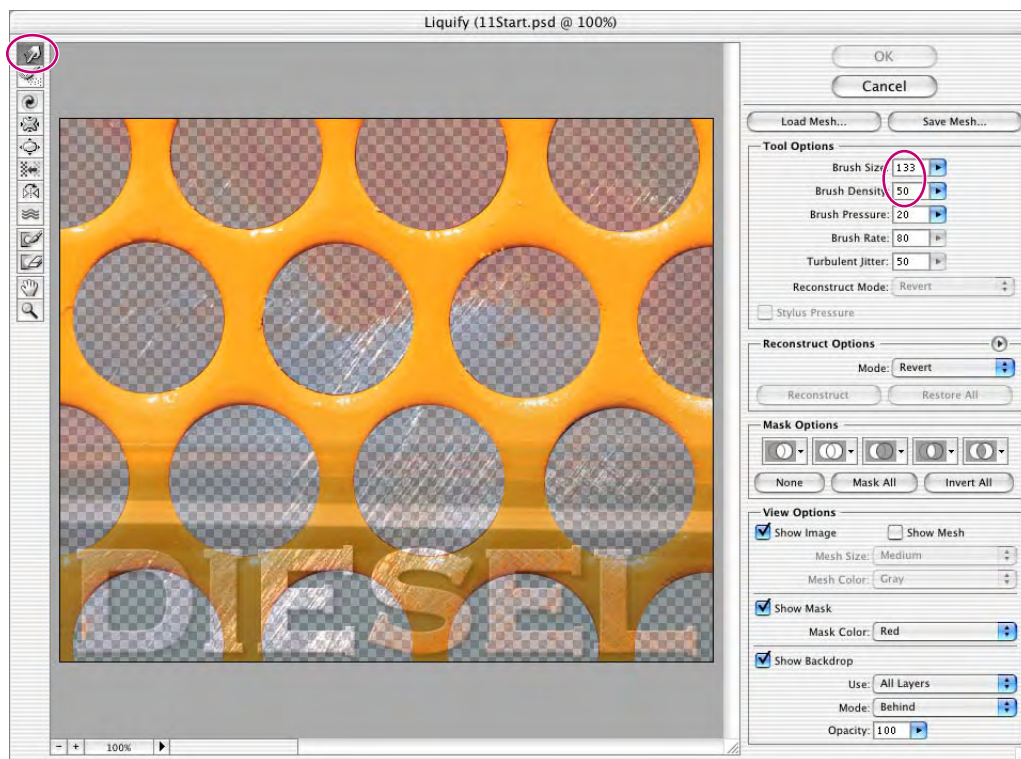 Liquify (11Start.psd @ 100%)
OK
Cancel
Load Mesh...
Save Mesh...
Tool Options
Brush Size: 133
Brush Density: 50
Brush Pressure: 20
Brush Rate: 80
Turbulent Jitter: 50
Reconstruct Mode: Revert
Stylus Pressure
Reconstruct Options
Mode: Revert
Reconstruct
Restore All
Mask Options
None
Mask All
Invert All
View Options
Show Image
Show Mesh
Mesh Size: Medium
Mesh Color: Gray
Show Mask
Mask Color: Red
Show Backdrop
Use: All Layers
Mode: Behind
Opacity: 100
DIESEL
100%